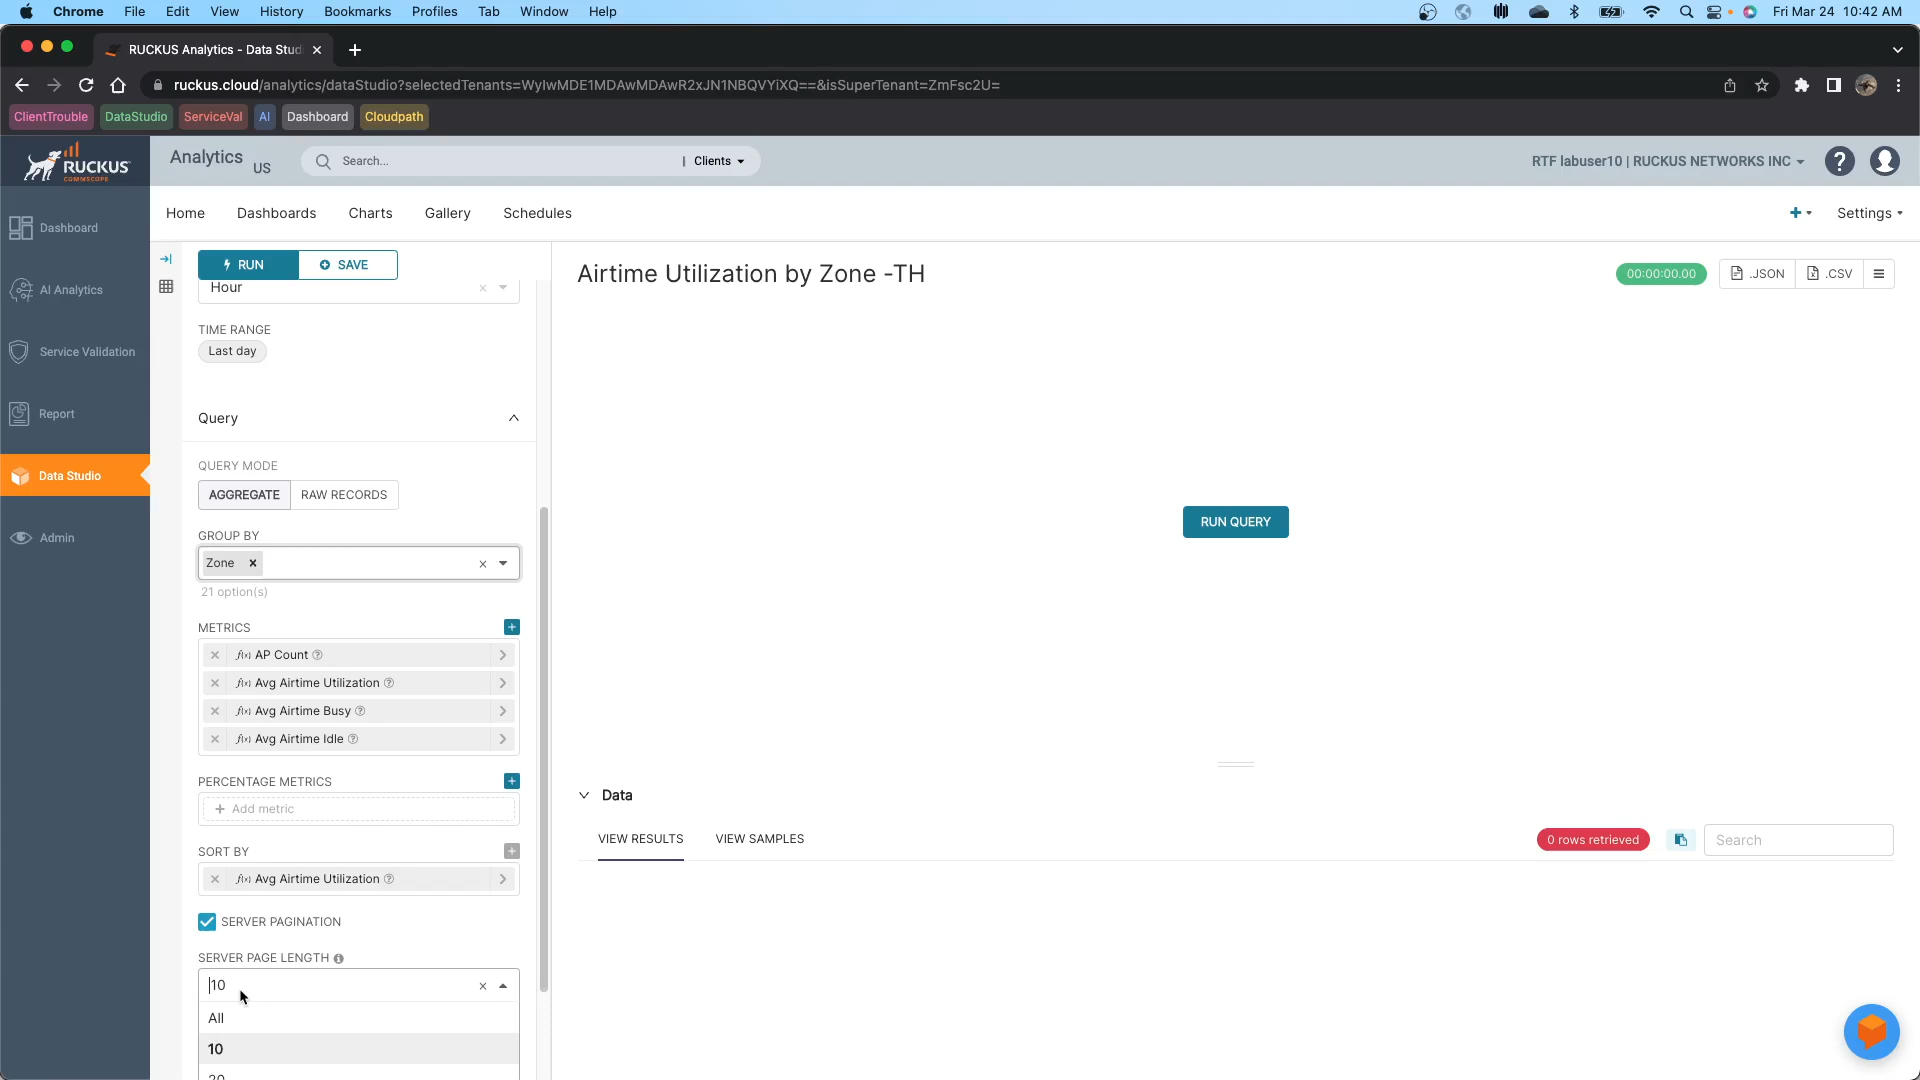 Chrome File Edit View History Bookmarks Profiles Tab Window Help Fri Mar 24 10:42 AM
RUCKUS Analytics - Data Stud
ruckus.cloud/analytics/dataStudio?selectedTenants=WyIwMDE1MDAwMDAwR2xJN1NBQVYiXQ==&isSuperTenant=ZmFsc2U=
ClientTrouble DataStudio ServiceVal AI Dashboard Cloudpath
RUCKUS
COMMSCOPE
Analytics US
Search... | Clients
RTF labuser10 | RUCKUS NETWORKS INC
?
Home Dashboards Charts Gallery Schedules
+ Settings
Dashboard
AI Analytics
Service Validation
Report
Data Studio
Admin
RUN SAVE
Hour
TIME RANGE
Last day
Query
QUERY MODE
AGGREGATE RAW RECORDS
GROUP BY
Zone
21 option(s)
METRICS
f(x) AP Count
f(x) Avg Airtime Utilization
f(x) Avg Airtime Busy
f(x) Avg Airtime Idle
PERCENTAGE METRICS
+ Add metric
SORT BY
f(x) Avg Airtime Utilization
SERVER PAGINATION
SERVER PAGE LENGTH
10
All
10
20
Airtime Utilization by Zone -TH
00:00:00.00 .JSON .CSV
RUN QUERY
Data
VIEW RESULTS VIEW SAMPLES
0 rows retrieved
Search